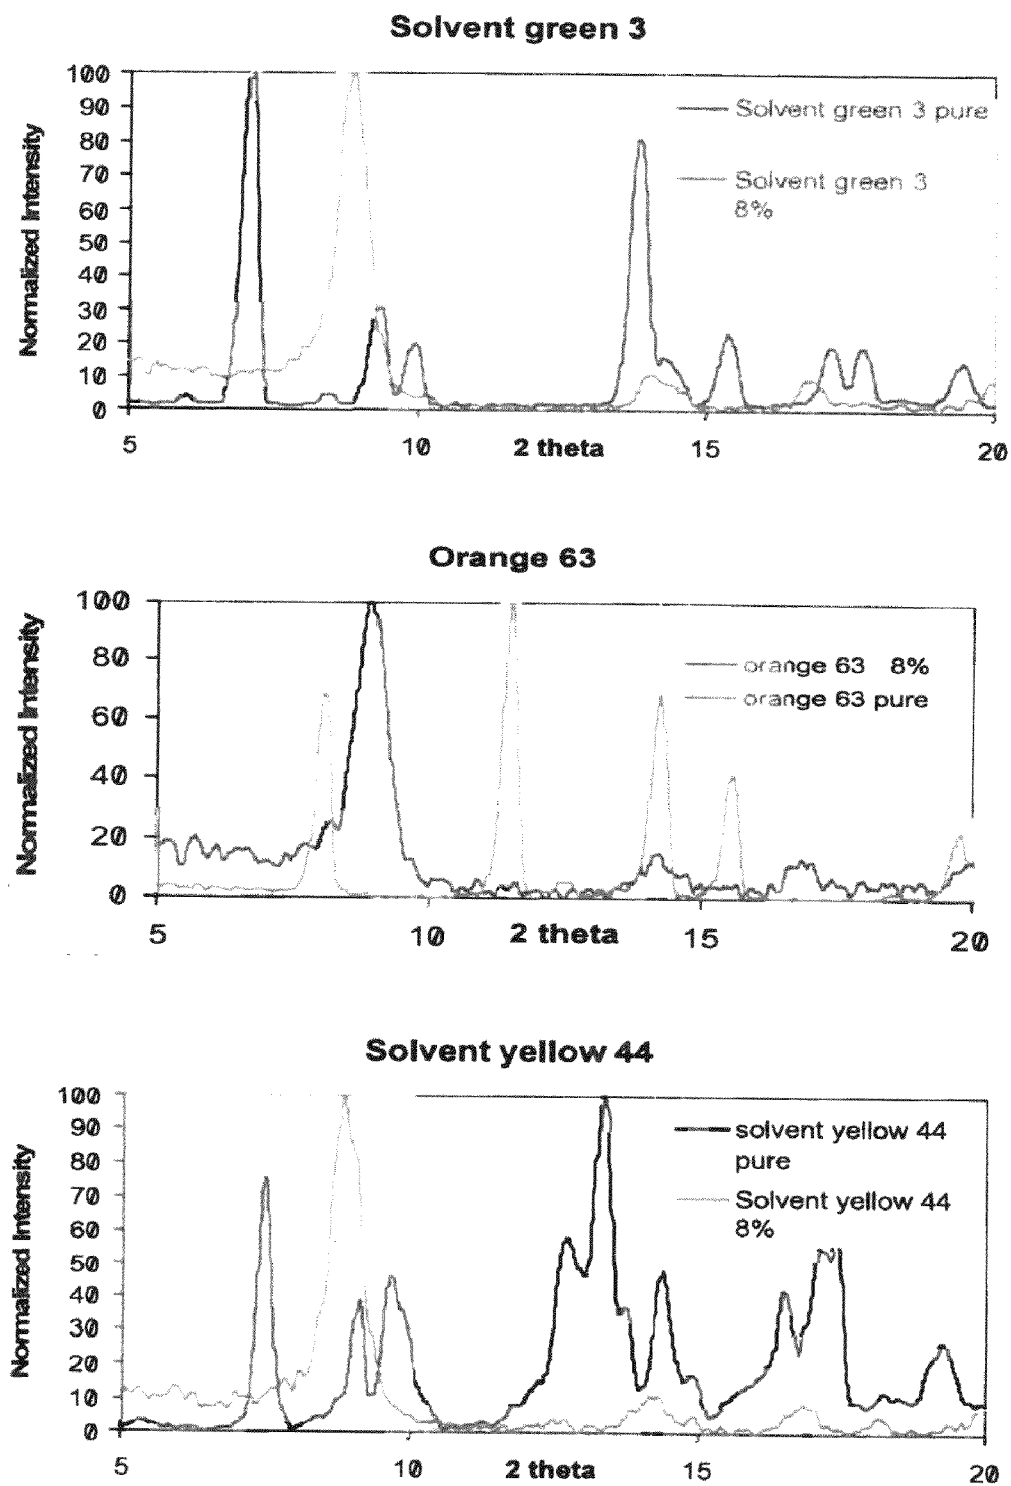 Solvent green 3
100
90
80
70
60
50
40
30
20
10
0
Normalized Intensity
Solvent green 3 pure
Solvent green 3
8%
5 10 2 theta 15 20
Orange 63
100
80
60
40
20
0
Normalized Intensity
orange 63 8%
orange 63 pure
5 10 2 theta 15 20
Solvent yellow 44
100
90
80
70
60
50
40
30
20
10
0
Normalized Intensity
solvent yellow 44
pure
Solvent yellow 44
8%
5 10 2 theta 15 20